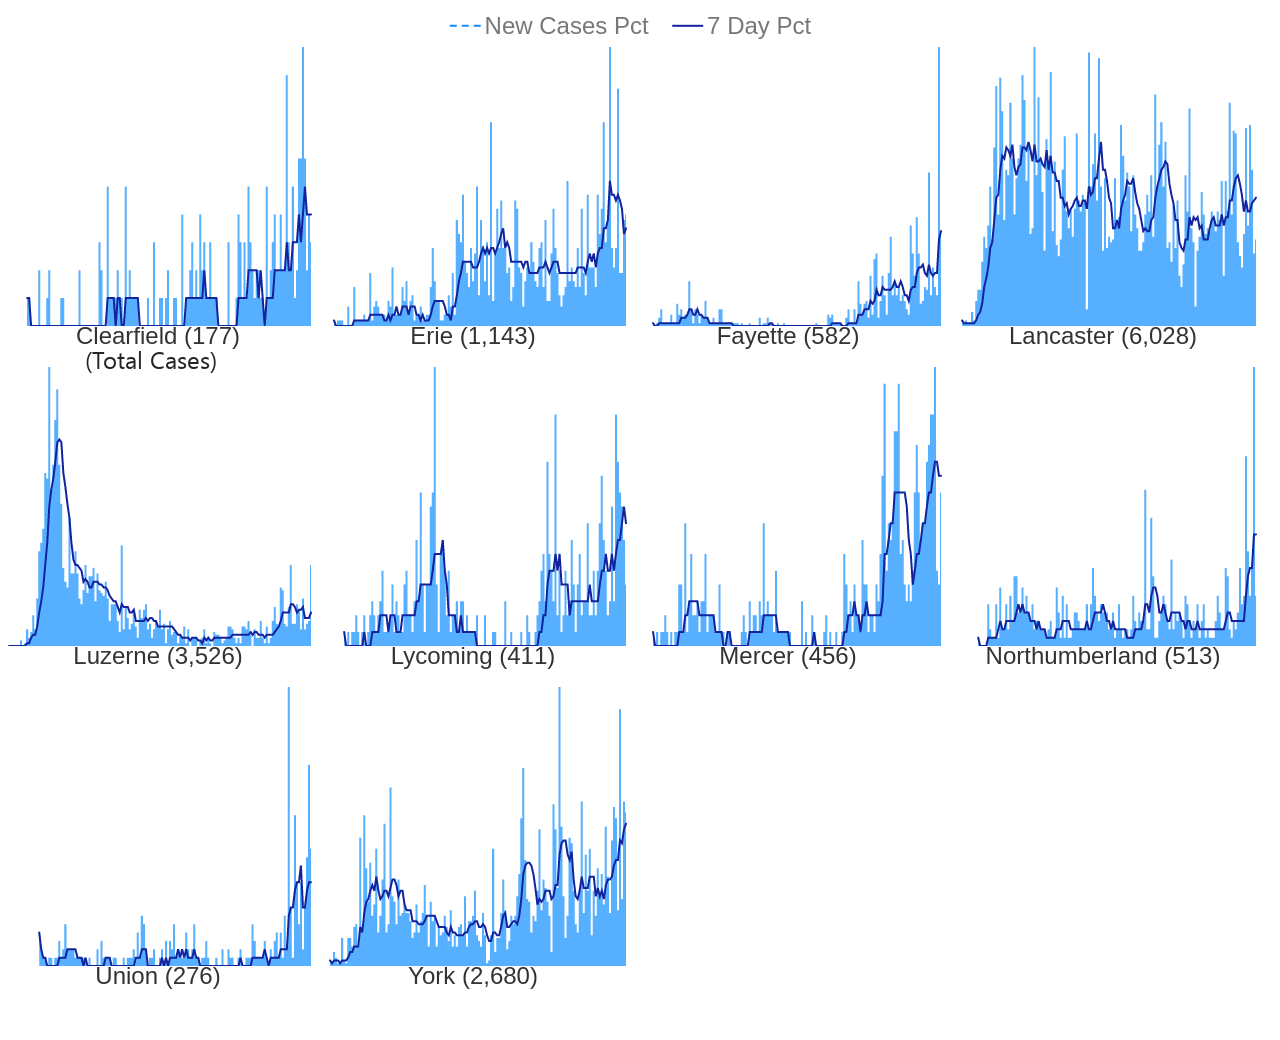 New Cases Pct 7 Day Pct
Clearfield (177) Erie (1,143) Fayette (582) Lancaster (6,028)
(Total Cases)
Luzerne (3,526) Lycoming (411) Mercer (456) Northumberland (513)
Union (276) York (2,680)